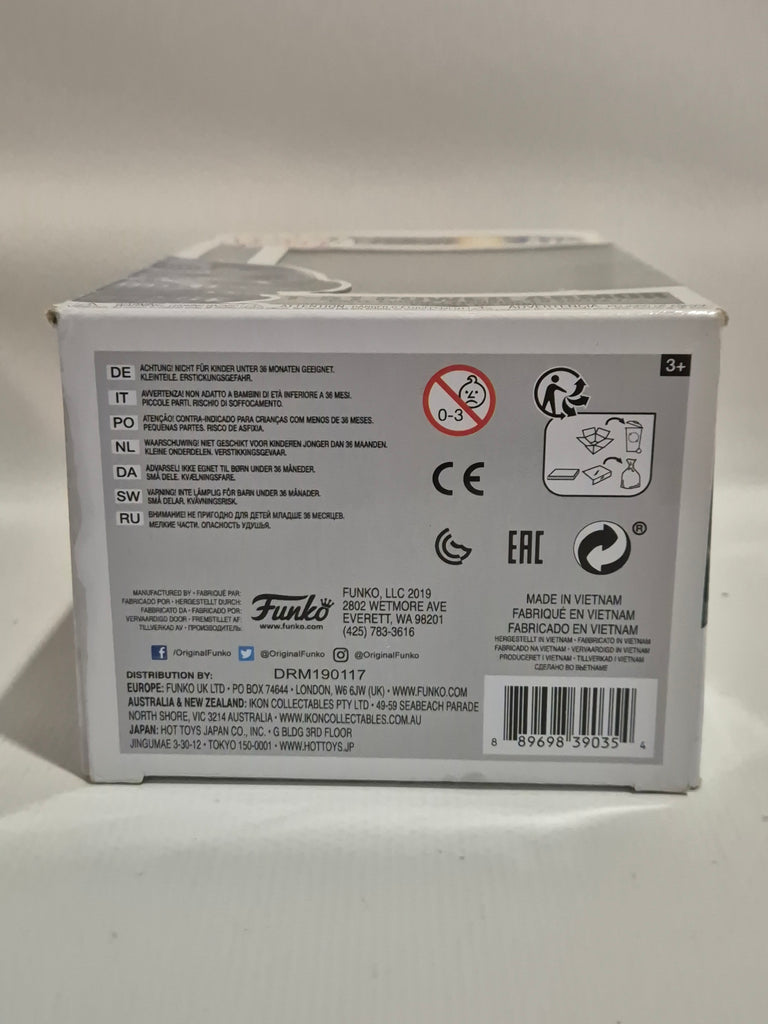 3+
DE ACHTUNG! NICHT FÜR KINDER UNTER 36 MONATEN GEEIGNET.
KLEINTEILE. ERSTICKUNGSGEFAHR.
IT AVVERTENZA! NON ADATTO A BAMBINI DI ETÀ INFERIORE A 36 MESI.
PICCOLE PARTI. RISCHIO DI SOFFOCAMENTO.
PO ATENÇÃO! CONTRA-INDICADO PARA CRIANÇAS COM MENOS DE 36 MESES.
PEQUENAS PARTES. RISCO DE ASFIXIA.
NL WAARSCHUWING! NIET GESCHIKT VOOR KINDEREN JONGER DAN 36 MAANDEN.
KLEINE ONDERDELEN. VERSTIKKINGSGEVAAR.
DA ADVARSEL! IKKE EGNET TIL BØRN UNDER 36 MÅNEDER.
SMÅ DELE. KVÆLNINGSFARE.
SW VARNING! INTE LÄMPLIG FÖR BARN UNDER 36 MÅNADER.
SMÅ DELAR. KVÄVNINGSRISK.
RU ВНИМАНИЕ! НЕ ПРИГОДНО ДЛЯ ДЕТЕЙ МЛАДШЕ 36 МЕСЯЦЕВ.
МЕЛКИЕ ЧАСТИ. ОПАСНОСТЬ УДУШЬЯ.
0-3
CE
EAC
®
MANUFACTURED BY • FABRIQUÉ PAR:
FABRICADO POR • HERGESTELLT DURCH:
FABBRICATO DA • FABRICADO POR:
VERVAARDIGD DOOR • FREMSTILLET AF:
TILLVERKAD AV • ПРОИЗВОДИТЕЛЬ:
Funko
www.funko.com
FUNKO, LLC 2019
2802 WETMORE AVE
EVERETT, WA 98201
(425) 783-3616
MADE IN VIETNAM
FABRIQUÉ EN VIETNAM
FABRICADO EN VIETNAM
HERGESTELLT IN VIETNAM • FABBRICATO IN VIETNAM
FABRICADO NA VIETNAM • VERVAARDIGD IN VIETNAM
PRODUCERET I VIETNAM • TILLVERKAD I VIETNAM
СДЕЛАНО ВО ВЬЕТНАМЕ
/OriginalFunko @OriginalFunko @OriginalFunko
DISTRIBUTION BY: DRM190117
EUROPE: FUNKO UK LTD • PO BOX 74644 • LONDON, W6 6JW (UK) • WWW.FUNKO.COM
AUSTRALIA & NEW ZEALAND: IKON COLLECTABLES PTY LTD • 49-59 SEABEACH PARADE
NORTH SHORE, VIC 3214 AUSTRALIA • WWW.IKONCOLLECTABLES.COM.AU
JAPAN: HOT TOYS JAPAN CO., INC. • G BLDG 3RD FLOOR
JINGUMAE 3-30-12 • TOKYO 150-0001 • WWW.HOTTOYS.JP
8 89698 39035 4